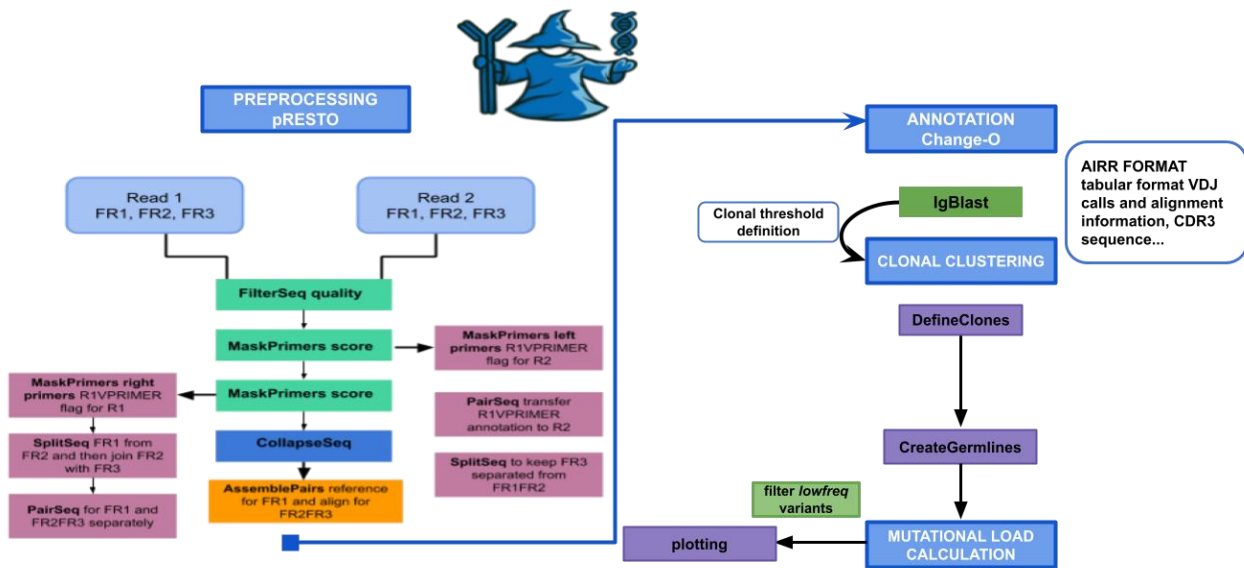 PREPROCESSING
pRESTO
Read 1
FR1, FR2, FR3
Read 2
FR1, FR2, FR3
FilterSeq quality
MaskPrimers score
MaskPrimers left
primers R1VPRIMER
flag for R2
MaskPrimers right
primers R1VPRIMER
flag for R1
MaskPrimers score
PairSeq transfer
R1VPRIMER
annotation to R2
SplitSeq FR1 from
FR2 and then join FR2
with FR3
CollapseSeq
SplitSeq to keep FR3
separated from
FR1FR2
PairSeq for FR1 and
FR2FR3 separately
AssemblePairs reference
for FR1 and align for
FR2FR3
ANNOTATION
Change-O
AIRR FORMAT
tabular format VDJ
calls and alignment
information, CDR3
sequence...
IgBlast
Clonal threshold
definition
CLONAL CLUSTERING
DefineClones
CreateGermlines
filter lowfreq
variants
MUTATIONAL LOAD
CALCULATION
plotting